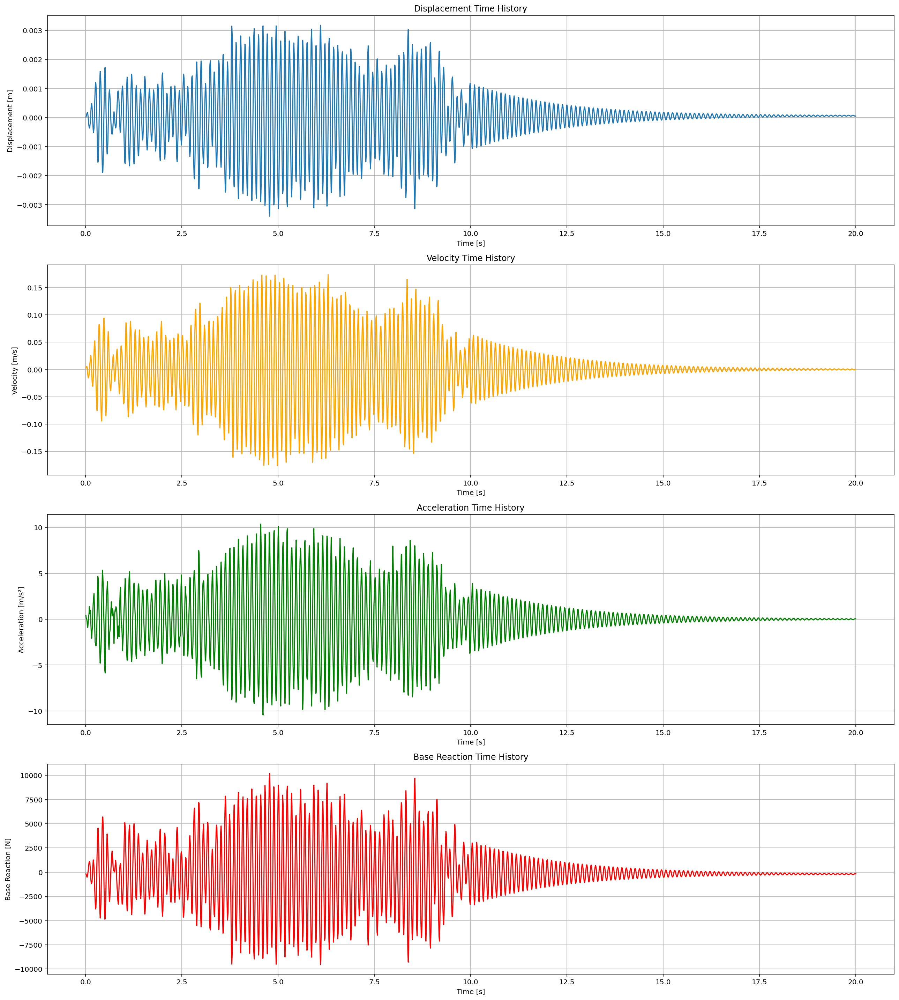 Displacement Time History
Displacement [m]
0.003
0.002
0.001
0.000
−0.001
−0.002
−0.003
0.0 2.5 5.0 7.5 10.0 12.5 15.0 17.5 20.0
Time [s]
Velocity Time History
Velocity [m/s]
0.15
0.10
0.05
0.00
−0.05
−0.10
−0.15
0.0 2.5 5.0 7.5 10.0 12.5 15.0 17.5 20.0
Time [s]
Acceleration Time History
Acceleration [m/s²]
10
5
0
−5
−10
0.0 2.5 5.0 7.5 10.0 12.5 15.0 17.5 20.0
Time [s]
Base Reaction Time History
Base Reaction [N]
10000
7500
5000
2500
0
−2500
−5000
−7500
−10000
0.0 2.5 5.0 7.5 10.0 12.5 15.0 17.5 20.0
Time [s]